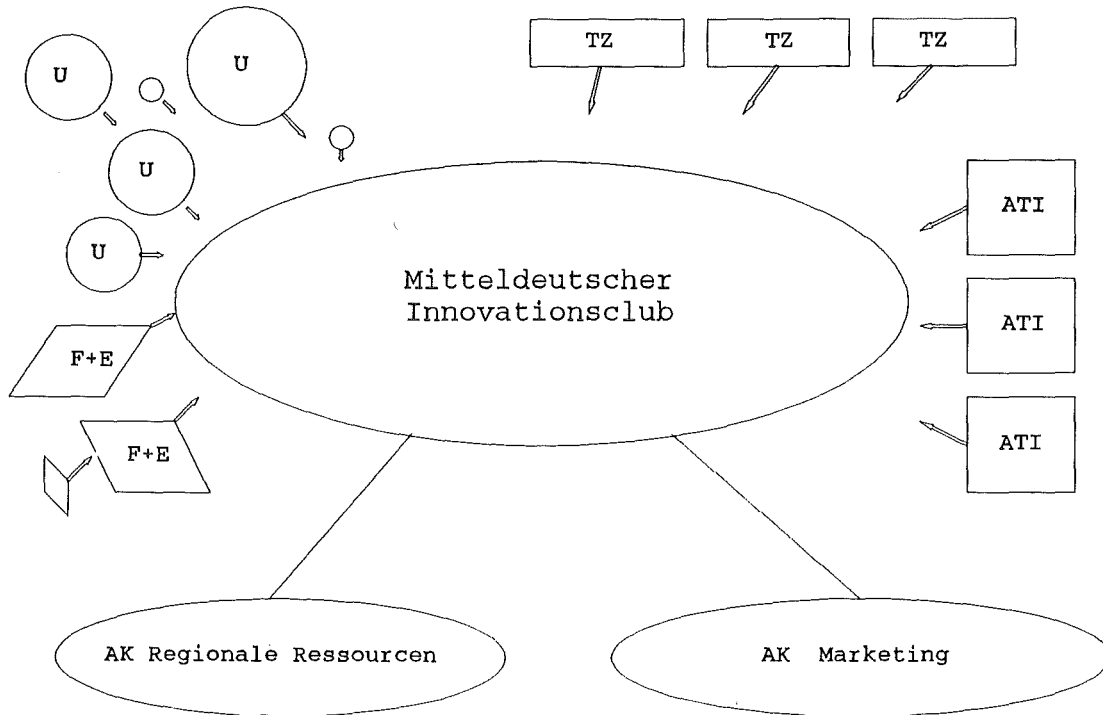 U
U
TZ
TZ
TZ
U
U
ATI
Mitteldeutscher
Innovationsclub
ATI
F+E
F+E
ATI
AK Regionale Ressourcen
AK Marketing